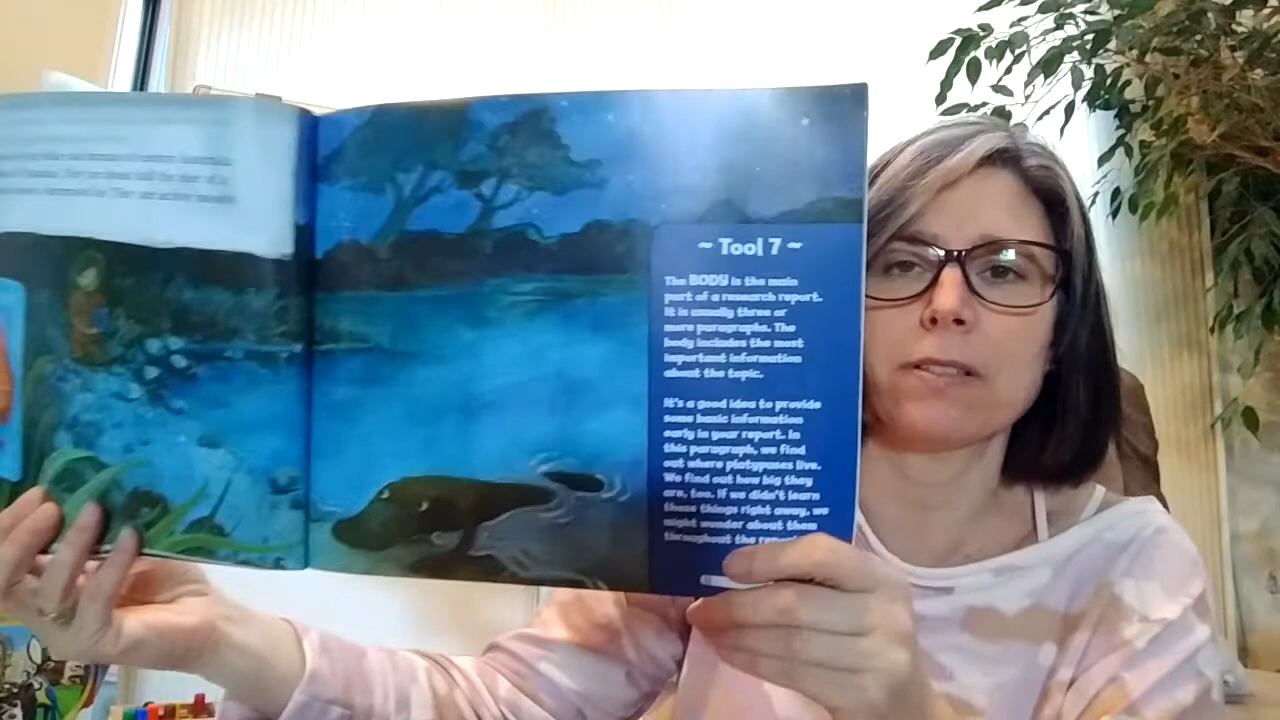 ~ Tool 7 ~
The BODY is the main
part of a research report.
It is usually three or
more paragraphs. The
body includes the most
important information
about the topic.
It's a good idea to provide
some basic information
early in your report. In
this paragraph, we find
out where platypuses live.
We find out how big they
are, too. If we didn't learn
these things right away, we
might wonder about them
throughout the